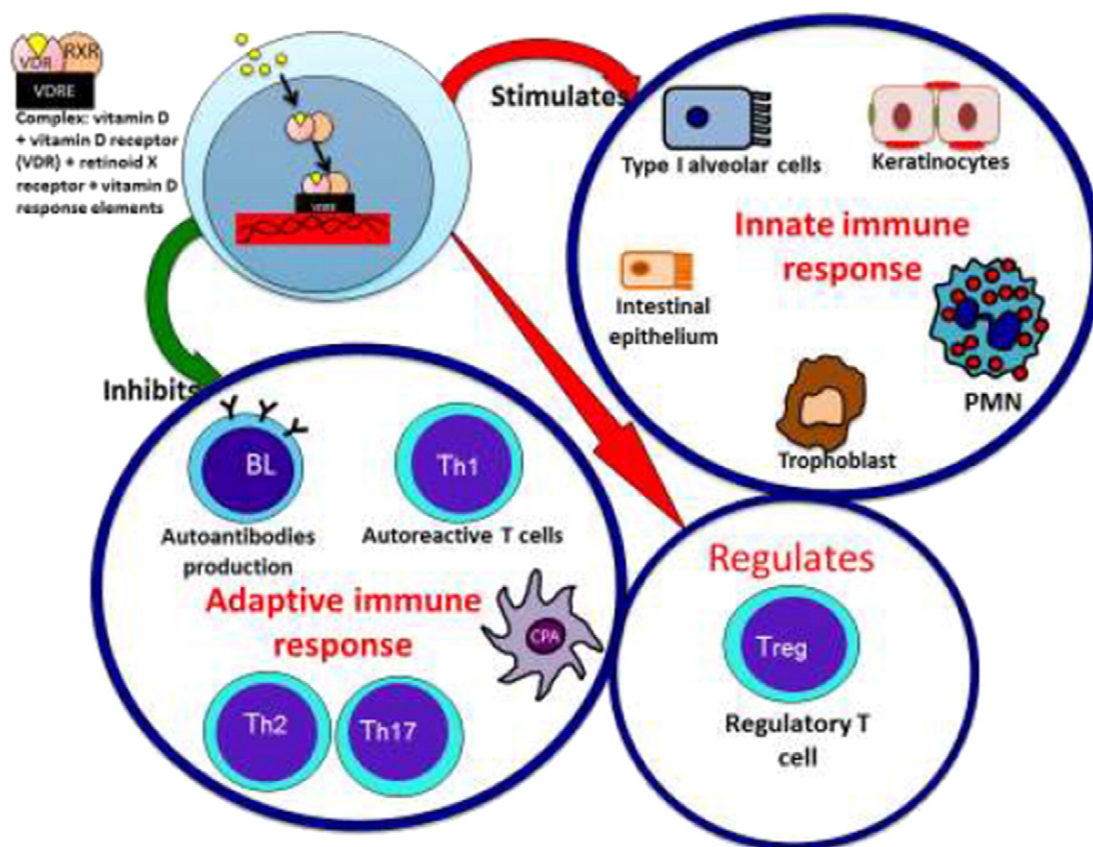 VDR
RXR
VDRE
Complex: vitamin D
+ vitamin D receptor
(VDR) + retinoid X
receptor + vitamin D
response elements
VDRE
Stimulates
Type I alveolar cells
Keratinocytes
Innate immune
response
Intestinal
epithelium
PMN
Trophoblast
Inhibits
BL
Th1
Autoantibodies
production
Autoreactive T cells
Adaptive immune
response
CPA
Th2
Th17
Regulates
Treg
Regulatory T
cell